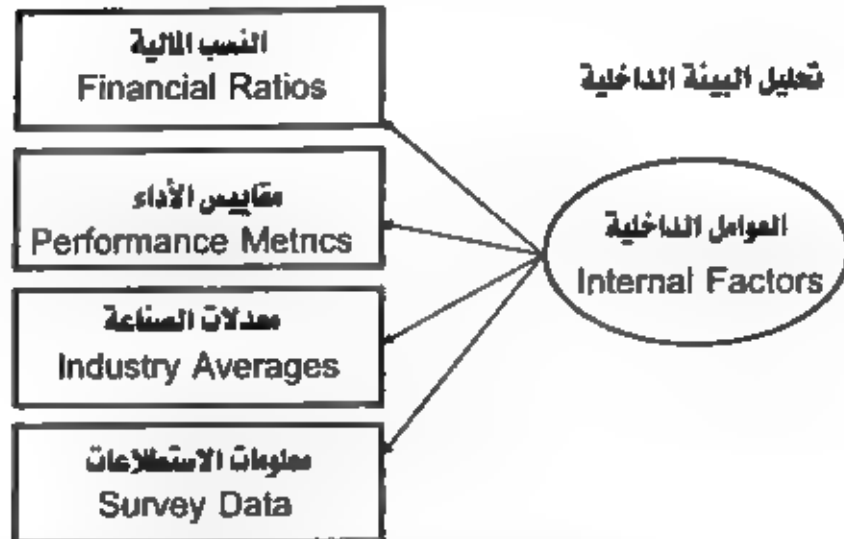 تحليل البيئة الداخلية
النسب المالية
Financial Ratios
مقاييس الأداء
Performance Metrics
معدلات الصناعة
Industry Averages
معلومات الاستطلاعات
Survey Data
العوامل الداخلية
Internal Factors